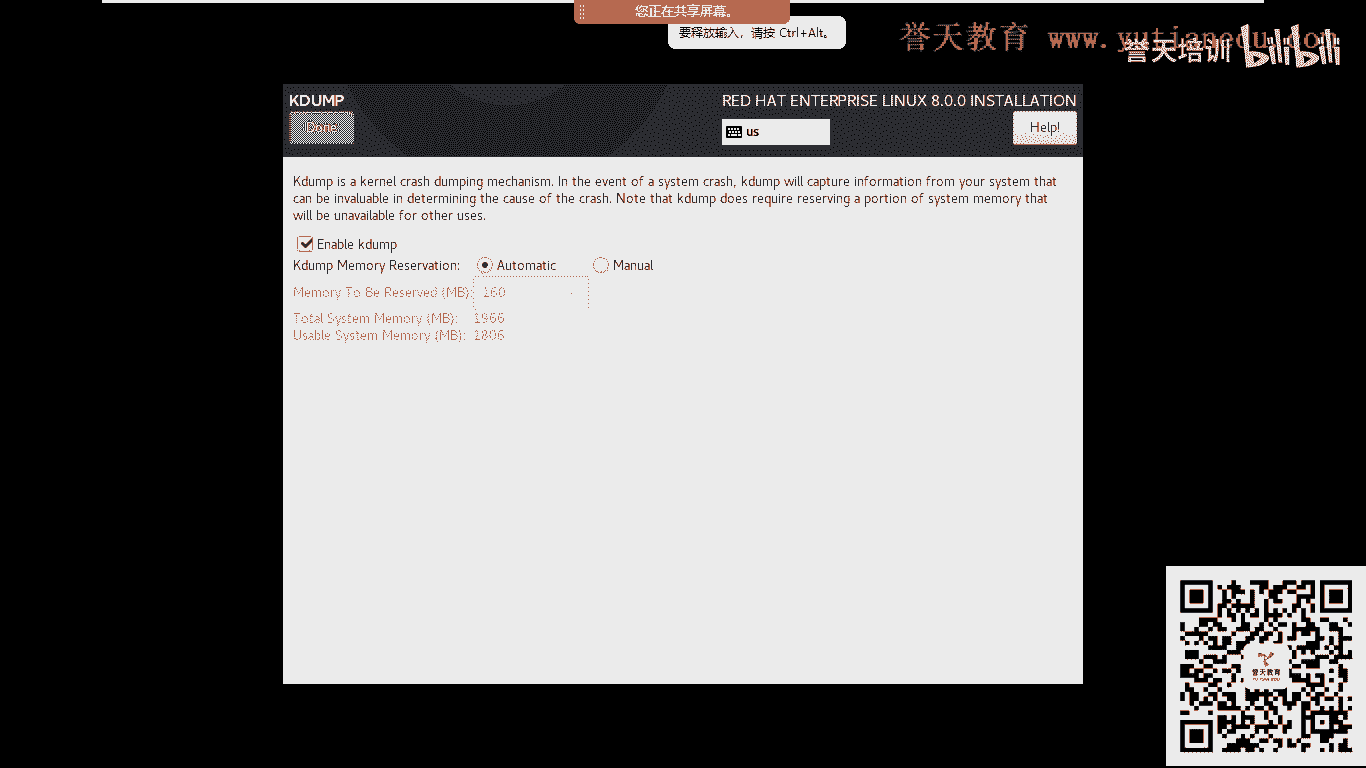 您正在共享屏幕。
要释放输入，请按 Ctrl+Alt。
誉天教育 www.yutianedu.com
誉天培训 bilibili
KDUMP
RED HAT ENTERPRISE LINUX 8.0.0 INSTALLATION
Done
us
Help!
Kdump is a kernel crash dumping mechanism. In the event of a system crash, kdump will capture information from your system that
can be invaluable in determining the cause of the crash. Note that kdump does require reserving a portion of system memory that
will be unavailable for other uses.
Enable kdump
Kdump Memory Reservation: Automatic Manual
Memory To Be Reserved (MB): 160
Total System Memory (MB): 1966
Usable System Memory (MB): 1806
誉天教育